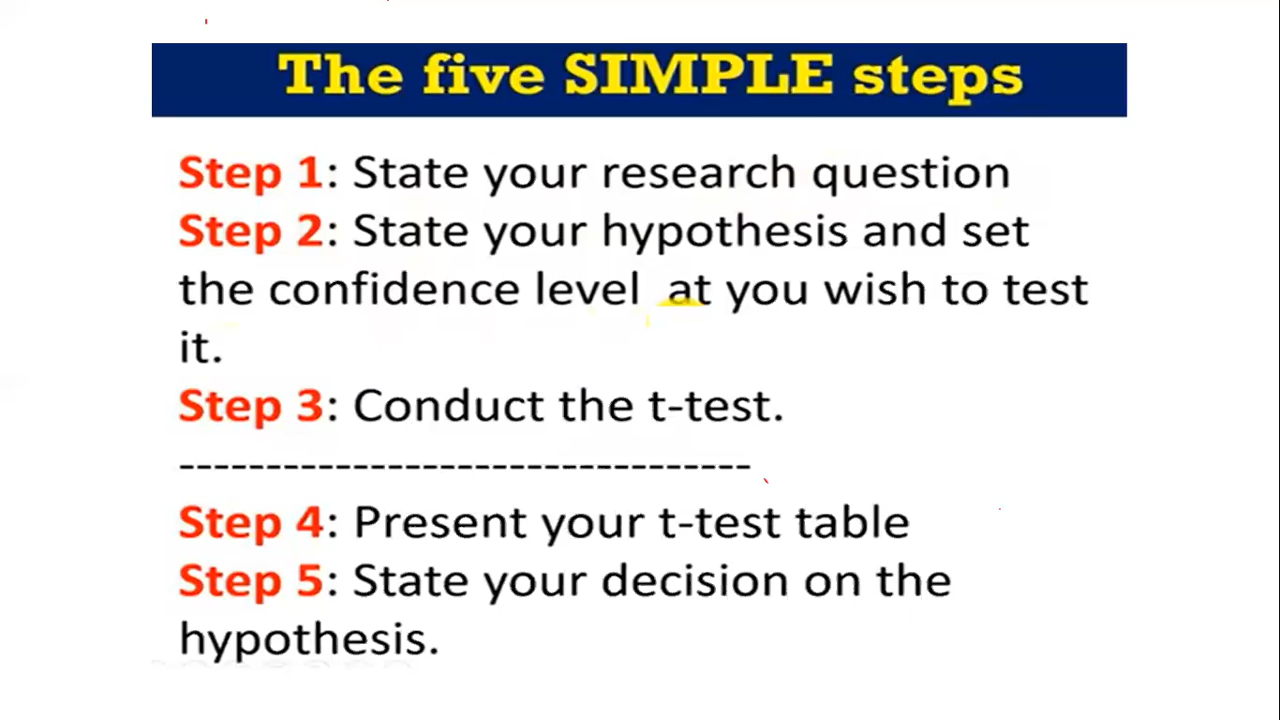 The five SIMPLE steps
Step 1: State your research question
Step 2: State your hypothesis and set
the confidence level at you wish to test
it.
Step 3: Conduct the t-test.
---------------------------------
Step 4: Present your t-test table
Step 5: State your decision on the
hypothesis.